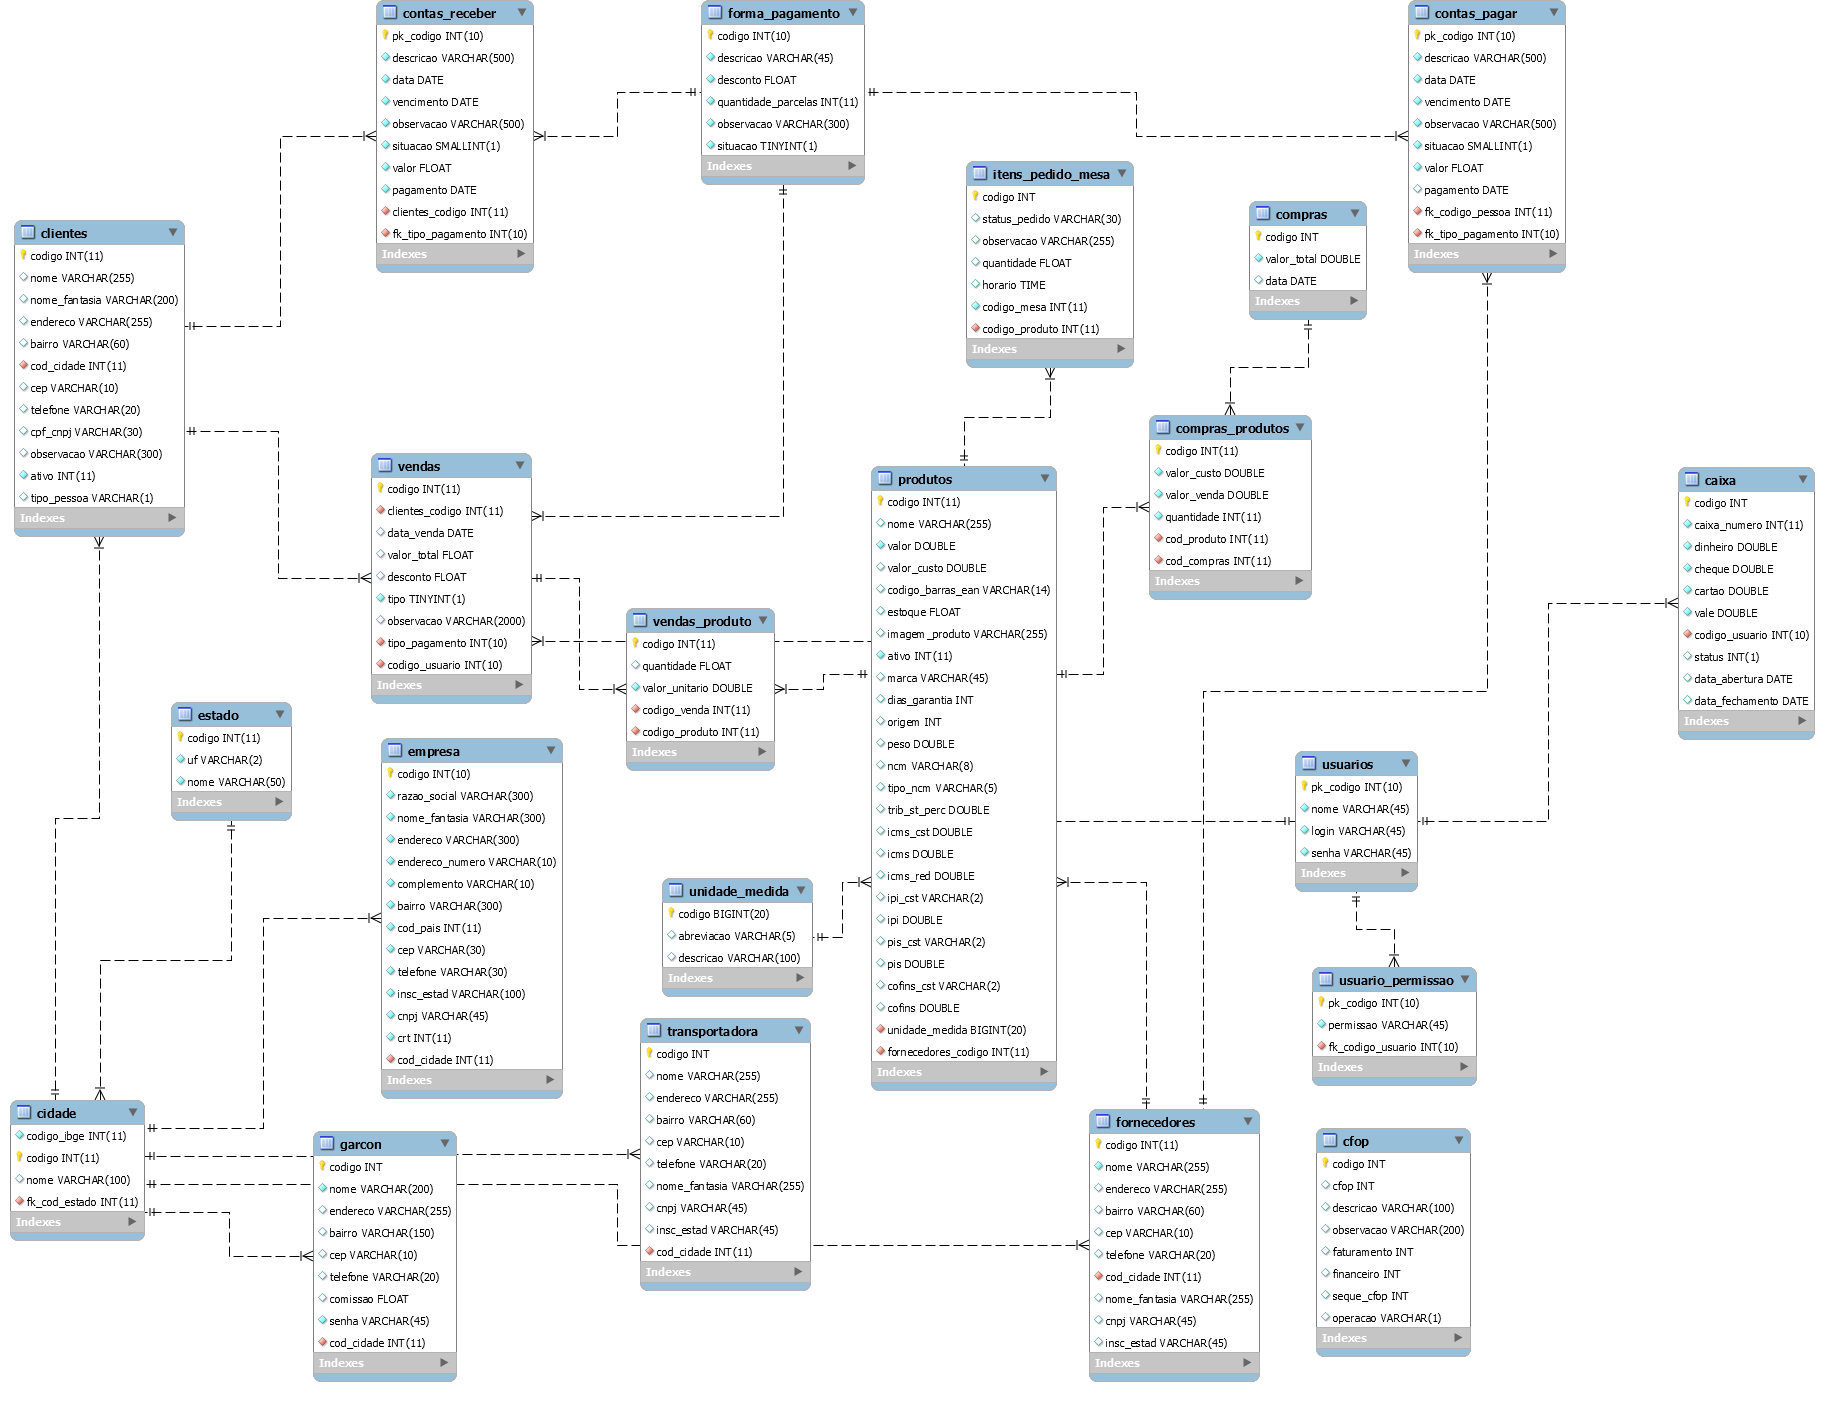 contas_receber
pk_codigo INT(10)
descricao VARCHAR(500)
data DATE
vencimento DATE
observacao VARCHAR(500)
situacao SMALLINT(1)
valor FLOAT
pagamento DATE
clientes_codigo INT(11)
fk_tipo_pagamento INT(10)
Indexes
forma_pagamento
codigo INT(10)
descricao VARCHAR(45)
desconto FLOAT
quantidade_parcelas INT(11)
observacao VARCHAR(300)
situacao TINYINT(1)
Indexes
contas_pagar
pk_codigo INT(10)
descricao VARCHAR(500)
data DATE
vencimento DATE
observacao VARCHAR(500)
situacao SMALLINT(1)
valor FLOAT
pagamento DATE
fk_codigo_pessoa INT(11)
fk_tipo_pagamento INT(10)
Indexes
itens_pedido_mesa
codigo INT
status_pedido VARCHAR(30)
observacao VARCHAR(255)
quantidade FLOAT
horario TIME
codigo_mesa INT(11)
codigo_produto INT(11)
Indexes
compras
codigo INT
valor_total DOUBLE
data DATE
Indexes
clientes
codigo INT(11)
nome VARCHAR(255)
nome_fantasia VARCHAR(200)
endereco VARCHAR(255)
bairro VARCHAR(60)
cod_cidade INT(11)
cep VARCHAR(10)
telefone VARCHAR(20)
cpf_cnpj VARCHAR(30)
observacao VARCHAR(300)
ativo INT(11)
tipo_pessoa VARCHAR(1)
Indexes
compras_produtos
codigo INT(11)
valor_custo DOUBLE
valor_venda DOUBLE
quantidade INT(11)
cod_produto INT(11)
cod_compras INT(11)
Indexes
vendas
codigo INT(11)
clientes_codigo INT(11)
data_venda DATE
valor_total FLOAT
desconto FLOAT
tipo TINYINT(1)
observacao VARCHAR(2000)
tipo_pagamento INT(10)
codigo_usuario INT(10)
Indexes
produtos
codigo INT(11)
nome VARCHAR(255)
valor DOUBLE
valor_custo DOUBLE
codigo_barras_ean VARCHAR(14)
estoque FLOAT
imagem_produto VARCHAR(255)
ativo INT(11)
marca VARCHAR(45)
dias_garantia INT
origem INT
peso DOUBLE
ncm VARCHAR(8)
tipo_ncm VARCHAR(5)
trib_st_perc DOUBLE
icms_cst DOUBLE
icms DOUBLE
icms_red DOUBLE
ipi_cst VARCHAR(2)
ipi DOUBLE
pis_cst VARCHAR(2)
pis DOUBLE
cofins_cst VARCHAR(2)
cofins DOUBLE
unidade_medida BIGINT(20)
fornecedores_codigo INT(11)
Indexes
caixa
codigo INT
caixa_numero INT(11)
dinheiro DOUBLE
cheque DOUBLE
cartao DOUBLE
vale DOUBLE
codigo_usuario INT(10)
status INT(1)
data_abertura DATE
data_fechamento DATE
Indexes
vendas_produto
codigo INT(11)
quantidade FLOAT
valor_unitario DOUBLE
codigo_venda INT(11)
codigo_produto INT(11)
Indexes
estado
codigo INT(11)
uf VARCHAR(2)
nome VARCHAR(50)
Indexes
empresa
codigo INT(10)
razao_social VARCHAR(300)
nome_fantasia VARCHAR(300)
endereco VARCHAR(300)
endereco_numero VARCHAR(10)
complemento VARCHAR(10)
bairro VARCHAR(300)
cod_pais INT(11)
cep VARCHAR(30)
telefone VARCHAR(30)
insc_estad VARCHAR(100)
cnpj VARCHAR(45)
crt INT(11)
cod_cidade INT(11)
Indexes
usuarios
pk_codigo INT(10)
nome VARCHAR(45)
login VARCHAR(45)
senha VARCHAR(45)
Indexes
unidade_medida
codigo BIGINT(20)
abreviacao VARCHAR(5)
descricao VARCHAR(100)
Indexes
usuario_permissao
pk_codigo INT(10)
permissao VARCHAR(45)
fk_codigo_usuario INT(10)
Indexes
transportadora
codigo INT
nome VARCHAR(255)
endereco VARCHAR(255)
bairro VARCHAR(60)
cep VARCHAR(10)
telefone VARCHAR(20)
nome_fantasia VARCHAR(255)
cnpj VARCHAR(45)
insc_estad VARCHAR(45)
cod_cidade INT(11)
Indexes
cidade
codigo_ibge INT(11)
codigo INT(11)
nome VARCHAR(100)
fk_cod_estado INT(11)
Indexes
garcon
codigo INT
nome VARCHAR(200)
endereco VARCHAR(255)
bairro VARCHAR(150)
cep VARCHAR(10)
telefone VARCHAR(20)
comissao FLOAT
senha VARCHAR(45)
cod_cidade INT(11)
Indexes
fornecedores
codigo INT(11)
nome VARCHAR(255)
endereco VARCHAR(255)
bairro VARCHAR(60)
cep VARCHAR(10)
telefone VARCHAR(20)
cod_cidade INT(11)
nome_fantasia VARCHAR(255)
cnpj VARCHAR(45)
insc_estad VARCHAR(45)
Indexes
cfop
codigo INT
cfop INT
descricao VARCHAR(100)
observacao VARCHAR(200)
faturamento INT
financeiro INT
seque_cfop INT
operacao VARCHAR(1)
Indexes